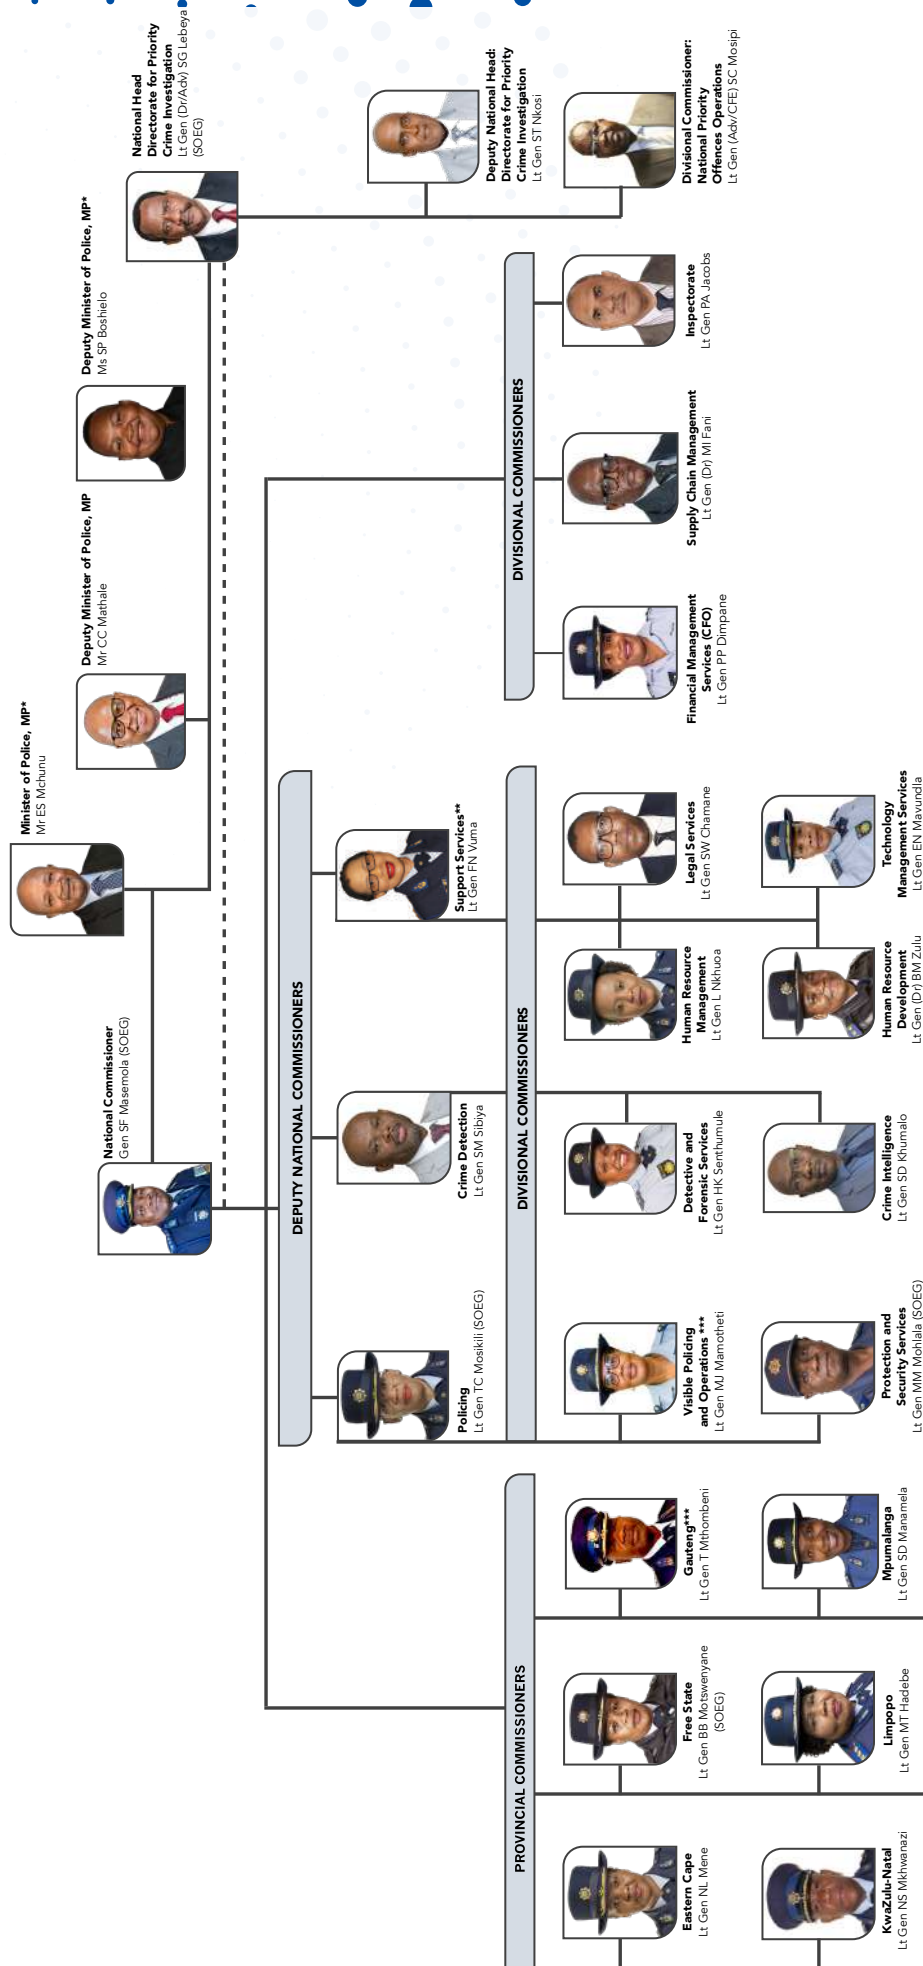 Minister of Police, MP*
Mr ES Mchunu
National Commissioner
Gen SF Masemola (SOEG)
Deputy Minister of Police, MP
Mr CC Mathale
Deputy Minister of Police, MP*
Ms SP Boshielo
National Head
Directorate for Priority
Crime Investigation
Lt Gen (Dr/Adv) SG Lebeya
(SOEG)
DEPUTY NATIONAL COMMISSIONERS
Policing
Lt Gen TC Mosikili (SOEG)
Crime Detection
Lt Gen SM Sibiya
Support Services**
Lt Gen FN Vuma
Deputy National Head:
Directorate for Priority
Crime Investigation
Lt Gen ST Nkosi
PROVINCIAL COMMISSIONERS
DIVISIONAL COMMISSIONERS
DIVISIONAL COMMISSIONERS
Eastern Cape
Lt Gen NL Mene
Free State
Lt Gen BB Motswenyane
(SOEG)
Gauteng***
Lt Gen T Mthombeni
Visible Policing
and Operations ***
Lt Gen MJ Mamotheti
Detective and
Forensic Services
Lt Gen HK Senthumule
Human Resource
Management
Lt Gen L Nkhuoa
Legal Services
Lt Gen SW Chamane
Financial Management
Services (CFO)
Lt Gen PP Dimpane
Supply Chain Management
Lt Gen (Dr) MI Fani
Inspectorate
Lt Gen PA Jacobs
Divisional Commissioner:
National Priority
Offences Operations
Lt Gen (Adv/CFE) SC Mosipi
KwaZulu-Natal
Lt Gen NS Mkhwanazi
Limpopo
Lt Gen MT Hadebe
Mpumalanga
Lt Gen SD Manamela
Protection and
Security Services
Lt Gen MM Mohlala (SOEG)
Crime Intelligence
Lt Gen SD Khumalo
Human Resource
Development
Lt Gen (Dr) BM Zulu
Technology
Management Services
Lt Gen EN Mavundla